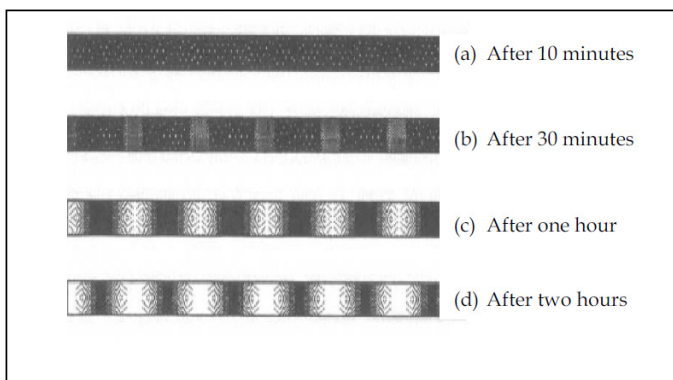 (a) After 10 minutes
(b) After 30 minutes
(c) After one hour
(d) After two hours